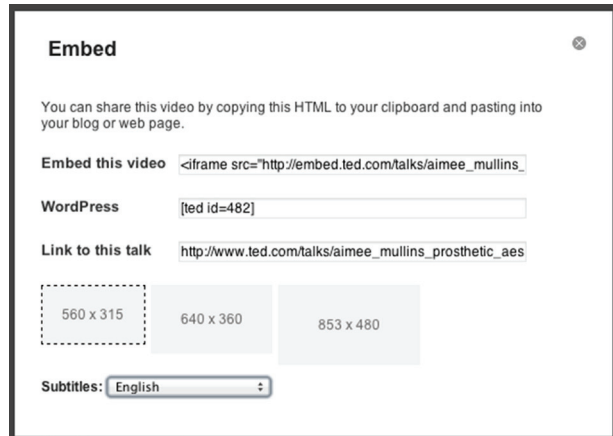 Embed
You can share this video by copying this HTML to your clipboard and pasting into
your blog or web page.
Embed this video <iframe src="http://embed.ted.com/talks/aimee_mullins_
WordPress [ted id=482]
Link to this talk http://www.ted.com/talks/aimee_mullins_prosthetic_aes
560 x 315 640 x 360 853 x 480
Subtitles: English